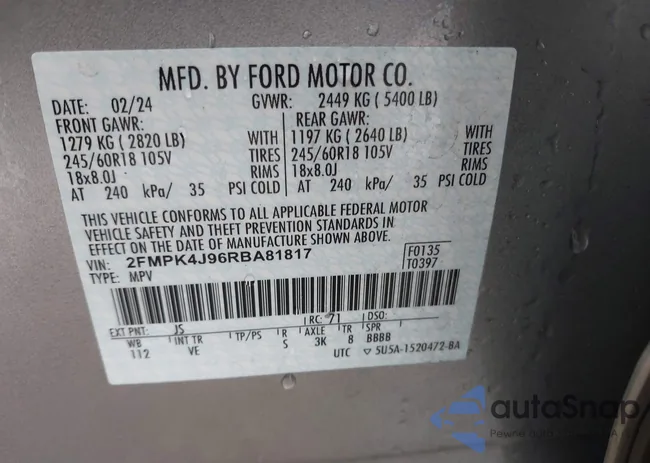 MFD. BY FORD MOTOR CO.
DATE: 02/24 GVWR: 2449 KG ( 5400 LB)
FRONT GAWR: REAR GAWR:
1279 KG ( 2820 LB) WITH 1197 KG ( 2640 LB) WITH
245/60R18 105V TIRES 245/60R18 105V TIRES
18x8.0J RIMS 18x8.0J RIMS
AT 240 kPa/ 35 PSI COLD AT 240 kPa/ 35 PSI COLD
THIS VEHICLE CONFORMS TO ALL APPLICABLE FEDERAL MOTOR
VEHICLE SAFETY AND THEFT PREVENTION STANDARDS IN
EFFECT ON THE DATE OF MANUFACTURE SHOWN ABOVE.
VIN: 2FMPK4J96RBA81817 F0135
TYPE: MPV T0397
EXT PNT: JS RC: 71 DSO:
WB INT TR TP/PS R AXLE TR SPR
112 VE S 3K 8 BBBB
UTC ▽ 5U5A-1520472-BA
autoSnap